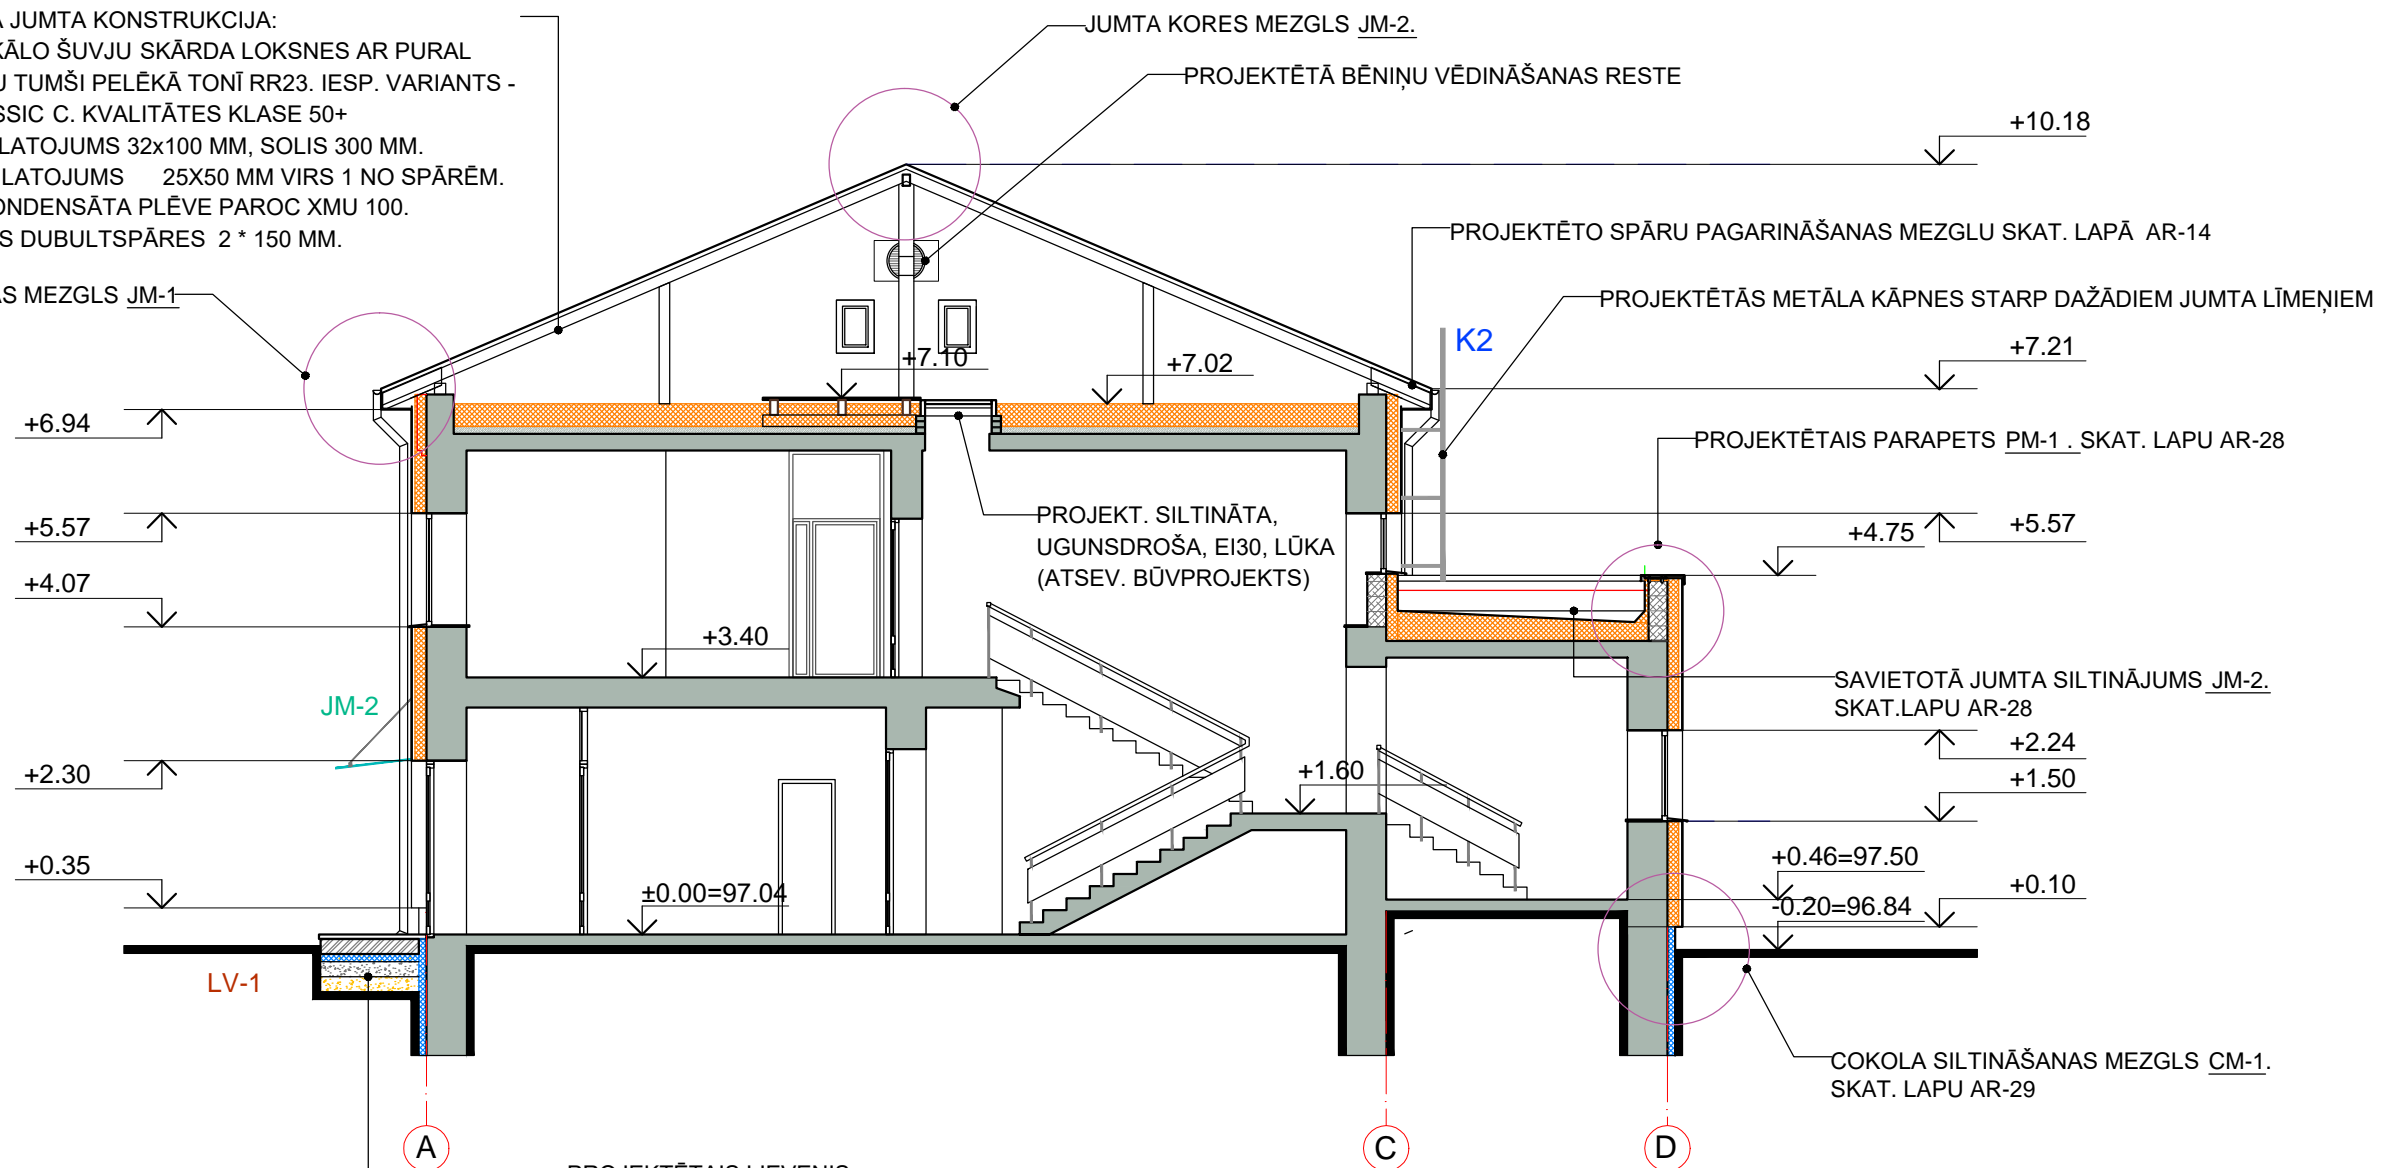 JUMTA KONSTRUKCIJA:
ŠUVJU SKĀRDA LOKSNES AR PURAL
TUMŠI PELĒKĀ TONĪ RR23. IESP. VARIANTS -
C. KVALITĀTES KLASE 50+
LATOJUMS 32x100 MM, SOLIS 300 MM.
LATOJUMS 25X50 MM VIRS 1 NO SPĀRĒM.
PLĒVE PAROC XMU 100.
DUBULTSPĀRES 2 * 150 MM.
MEZGLS JM-1
JUMTA KORES MEZGLS JM-2.
PROJEKTĒTĀ BĒNIŅU VĒDINĀŠANAS RESTE
+10.18
PROJEKTĒTO SPĀRU PAGARINĀŠANAS MEZGLU SKAT. LAPĀ AR-14
PROJEKTĒTĀS METĀLA KĀPNES STARP DAŽĀDIEM JUMTA LĪMEŅIEM
K2
+7.21
+7.10
+7.02
+6.94
PROJEKTĒTAIS PARAPETS PM-1 . SKAT. LAPU AR-28
+5.57
PROJEKT. SILTINĀTA,
UGUNSDROŠA, EI30, LŪKA
(ATSEV. BŪVPROJEKTS)
+4.75
+5.57
+4.07
+3.40
SAVIETOTĀ JUMTA SILTINĀJUMS JM-2.
SKAT.LAPU AR-28
JM-2
+2.24
+2.30
+1.60
+1.50
+0.35
±0.00=97.04
+0.46=97.50
+0.10
-0.20=96.84
LV-1
COKOLA SILTINĀŠANAS MEZGLS CM-1.
SKAT. LAPU AR-29
A
C
D
PROJEKTĒTAIS LIEVENIS